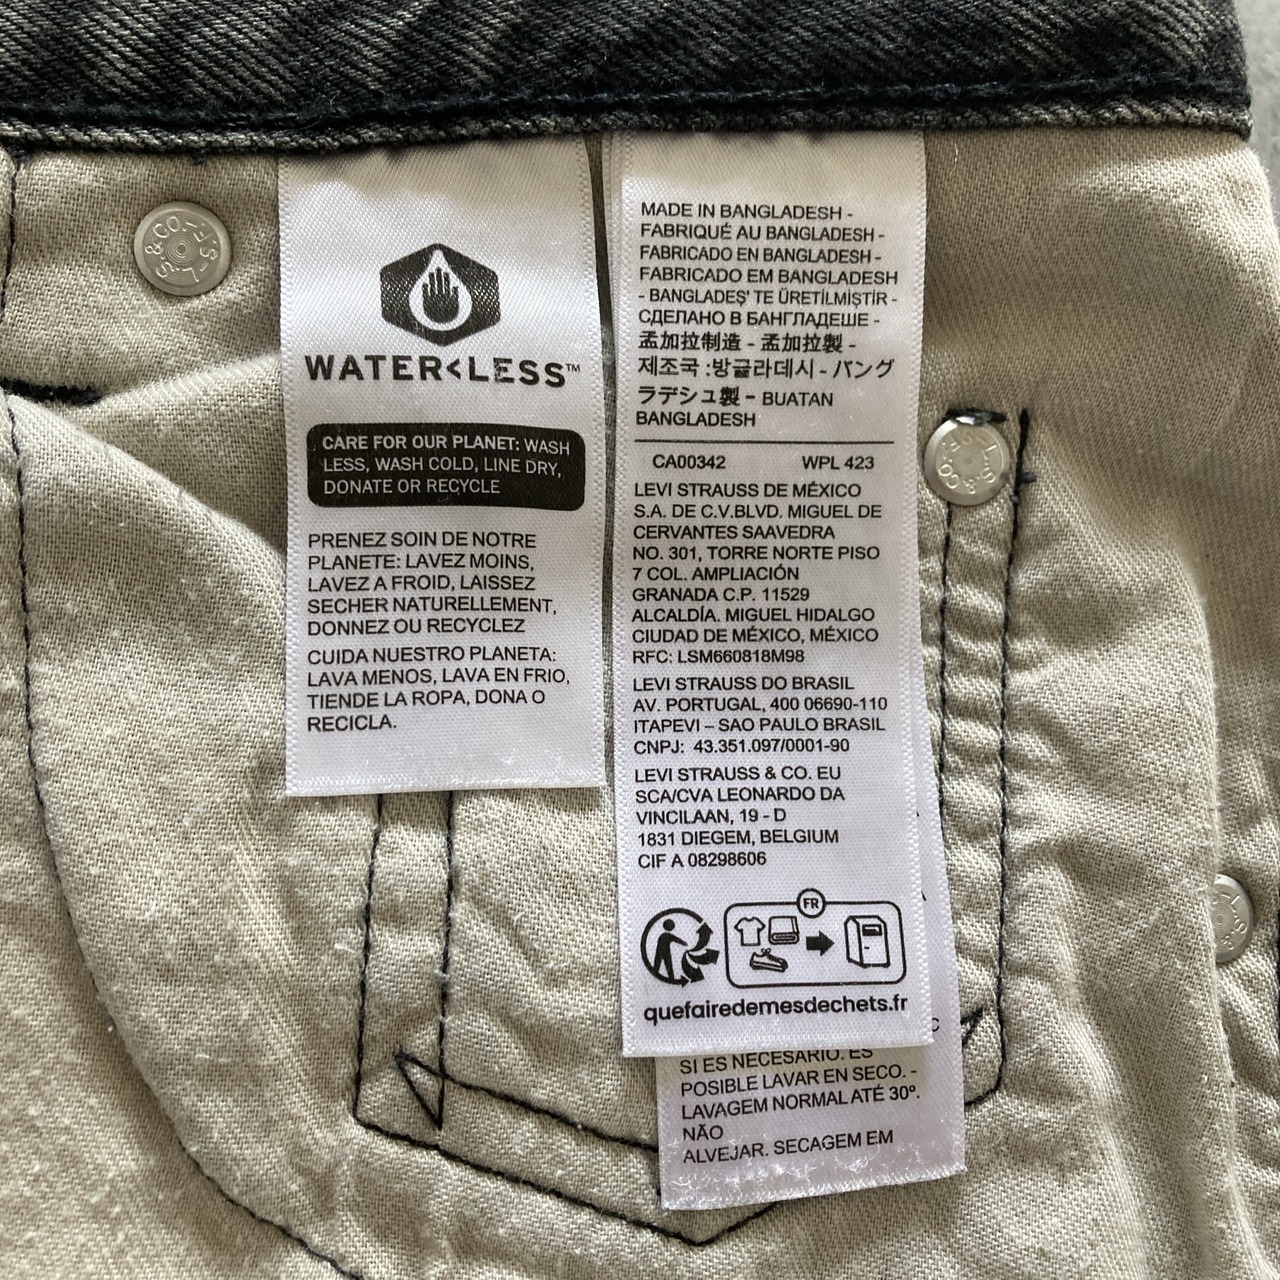 WATER<LESS™
CARE FOR OUR PLANET: WASH
LESS, WASH COLD, LINE DRY,
DONATE OR RECYCLE
PRENEZ SOIN DE NOTRE
PLANETE: LAVEZ MOINS,
LAVEZ A FROID, LAISSEZ
SECHER NATURELLEMENT,
DONNEZ OU RECYCLEZ
CUIDA NUESTRO PLANETA:
LAVA MENOS, LAVA EN FRIO,
TIENDE LA ROPA, DONA O
RECICLA.
MADE IN BANGLADESH -
FABRIQUÉ AU BANGLADESH -
FABRICADO EN BANGLADESH -
FABRICADO EM BANGLADESH
- BANGLADEŞ' TE ÜRETİLMİŞTİR -
СДЕЛАНО В БАНГЛАДЕШЕ -
孟加拉制造 - 孟加拉製 -
제조국 :방글라데시 - バング
ラデシュ製 - BUATAN
BANGLADESH
CA00342 WPL 423
LEVI STRAUSS DE MÉXICO
S.A. DE C.V.BLVD. MIGUEL DE
CERVANTES SAAVEDRA
NO. 301, TORRE NORTE PISO
7 COL. AMPLIACIÓN
GRANADA C.P. 11529
ALCALDÍA. MIGUEL HIDALGO
CIUDAD DE MÉXICO, MÉXICO
RFC: LSM660818M98
LEVI STRAUSS DO BRASIL
AV. PORTUGAL, 400 06690-110
ITAPEVI – SAO PAULO BRASIL
CNPJ: 43.351.097/0001-90
LEVI STRAUSS & CO. EU
SCA/CVA LEONARDO DA
VINCILAAN, 19 - D
1831 DIEGEM, BELGIUM
CIF A 08298606
FR
quefairedemesdechets.fr
SI ES NECESARIO. ES
POSIBLE LAVAR EN SECO. -
LAVAGEM NORMAL ATÉ 30º.
NÃO
ALVEJAR. SECAGEM EM
L.S.&CO.-S.F.-
L.S.&CO.-S.F.-